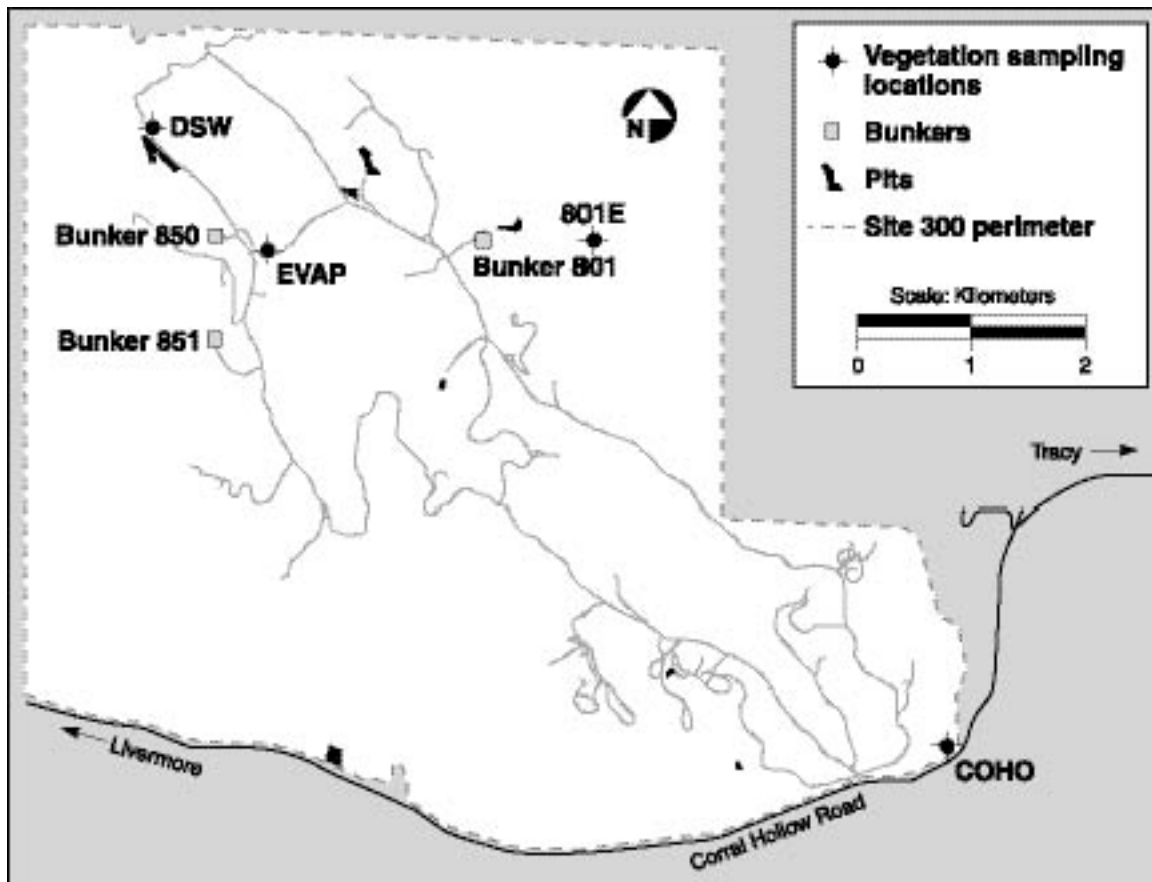 Vegetation sampling
locations
Bunkers
Pits
Site 300 perimeter
Scale: Kilometers
0 1 2
N
DSW
Bunker 850
EVAP
801E
Bunker 801
Bunker 851
Tracy
Livermore
COHO
Corral Hollow Road